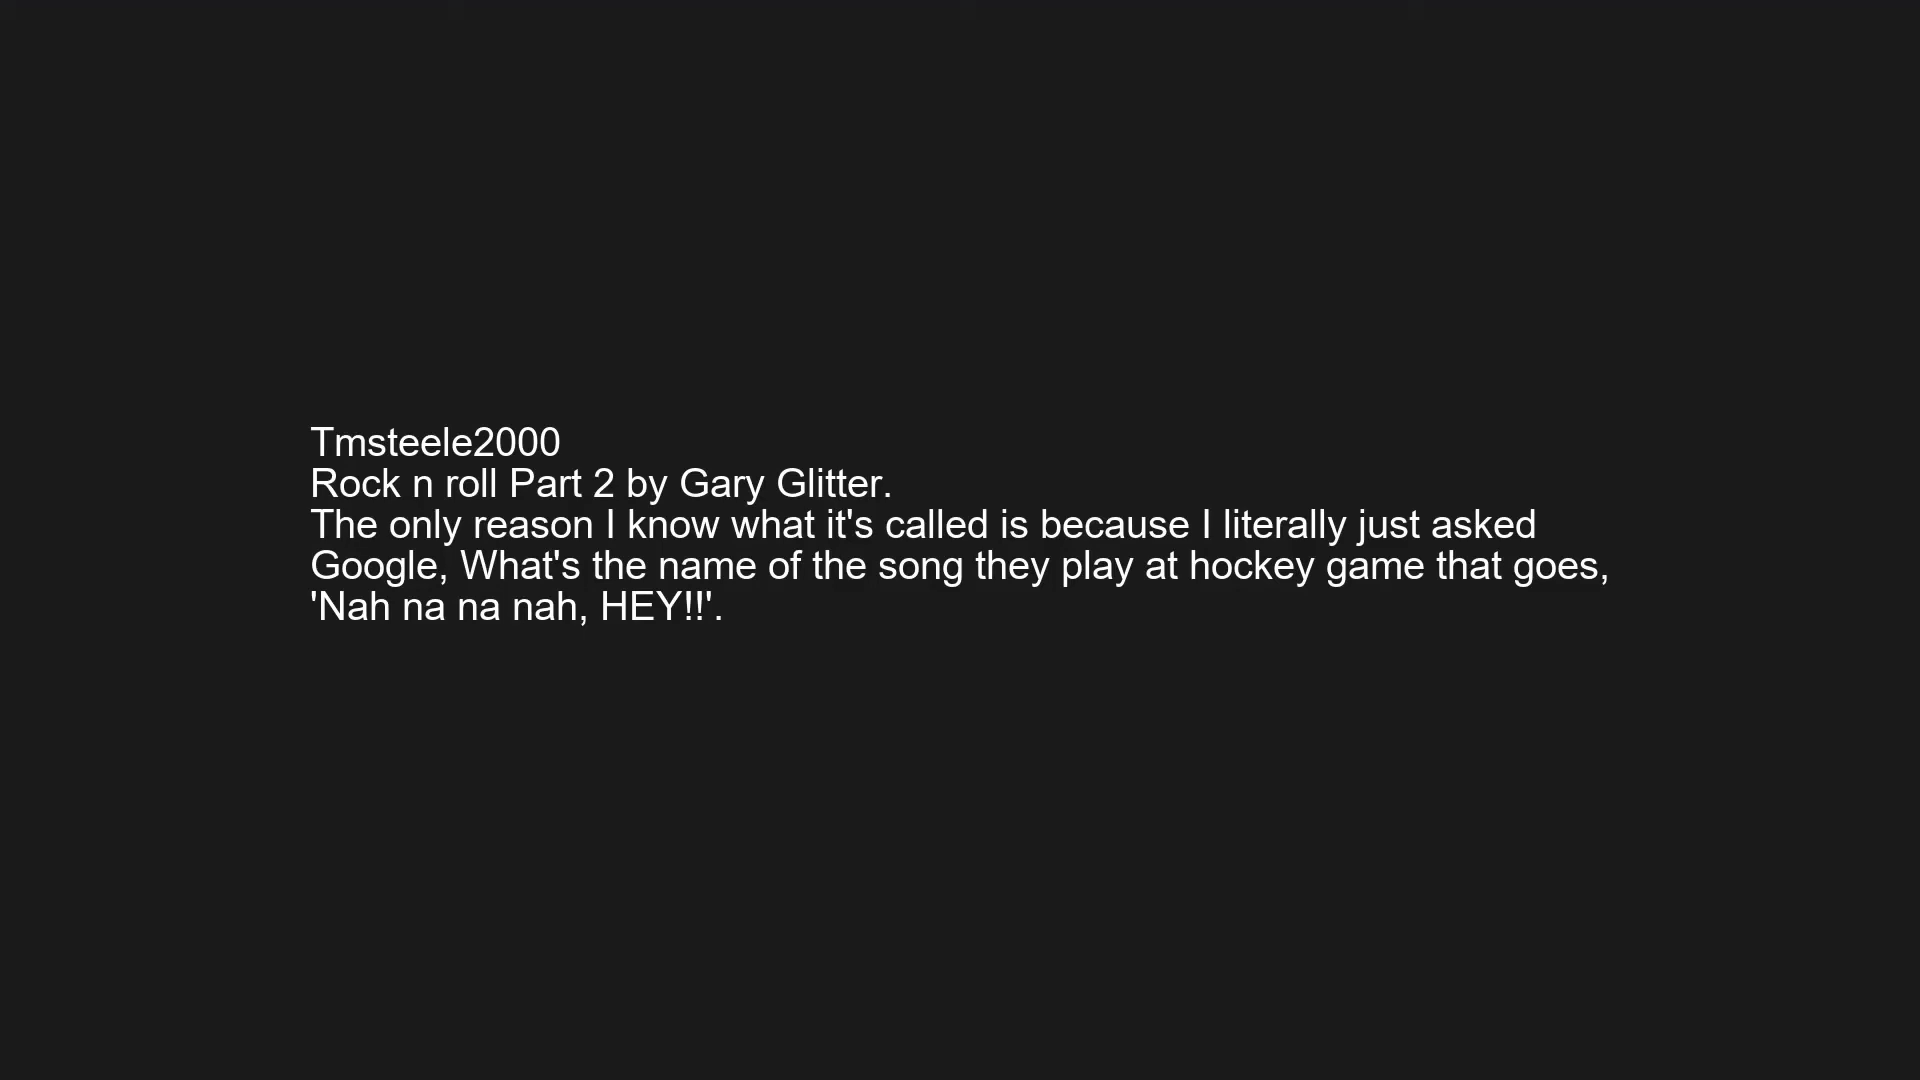 Tmsteele2000
Rock n roll Part 2 by Gary Glitter.
The only reason I know what it's called is because I literally just asked
Google, What's the name of the song they play at hockey game that goes,
'Nah na na nah, HEY!!'.